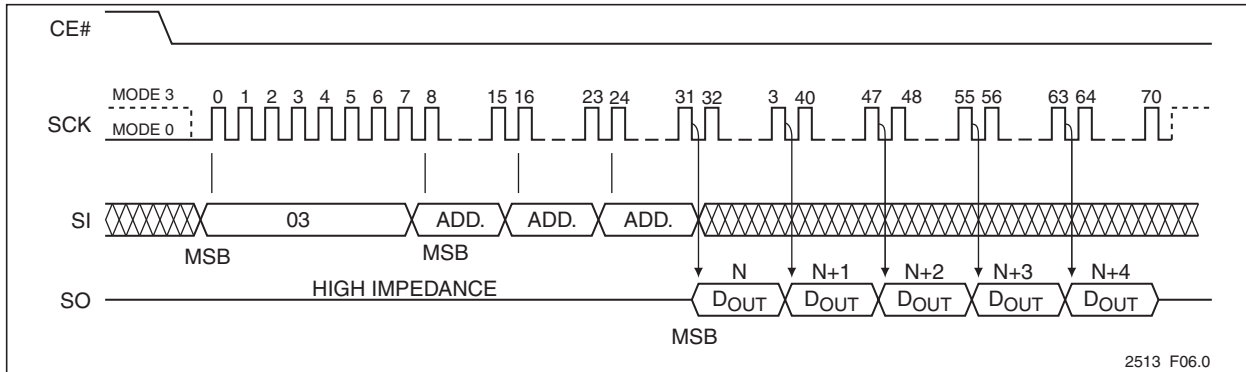 CE#
MODE 3
0 1 2 3 4 5 6 7 8 15 16 23 24 31 32 3 40 47 48 55 56 63 64 70
SCK
MODE 0
SI
03 ADD. ADD. ADD.
MSB MSB
N N+1 N+2 N+3 N+4
SO
HIGH IMPEDANCE
DOUT DOUT DOUT DOUT DOUT
MSB
2513 F06.0